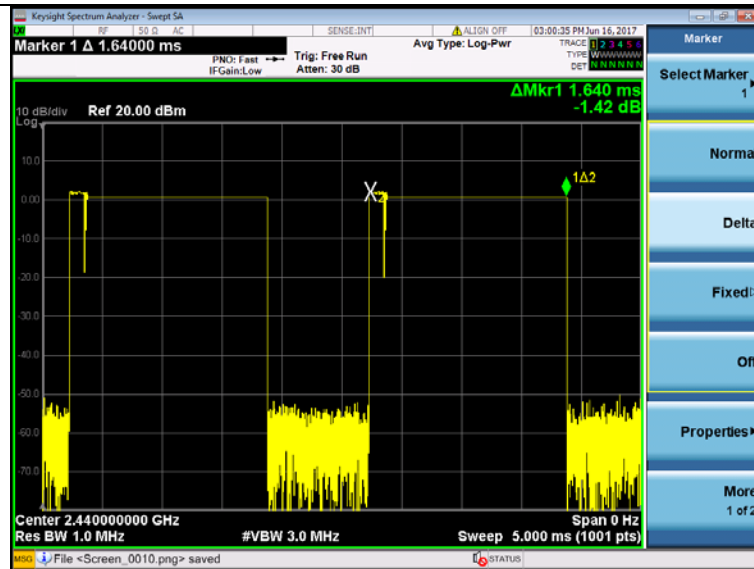 Keysight Spectrum Analyzer - Swept SA
LXI RF 50 Ω AC SENSE:INT ALIGN OFF 03:00:35 PM Jun 16, 2017
Marker 1 Δ 1.64000 ms
PNO: Fast
IFGain:Low
Trig: Free Run
Atten: 30 dB
Avg Type: Log-Pwr
TRACE 1 2 3 4 5 6
TYPE WWWWWW
DET N N N N N N
ΔMkr1 1.640 ms
-1.42 dB
10 dB/div
Log
Ref 20.00 dBm
10.0
0.00
-10.0
-20.0
-30.0
-40.0
-50.0
-60.0
-70.0
X2
1Δ2
Center 2.440000000 GHz
Span 0 Hz
Res BW 1.0 MHz
#VBW 3.0 MHz
Sweep 5.000 ms (1001 pts)
MSG File <Screen_0010.png> saved
STATUS
Marker
Select Marker
1
Norma
Delta
Fixed
Of
Properties
More
1 of 2